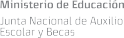 Ministerio de Educación
Junta Nacional de Auxilio
Escolar y Becas